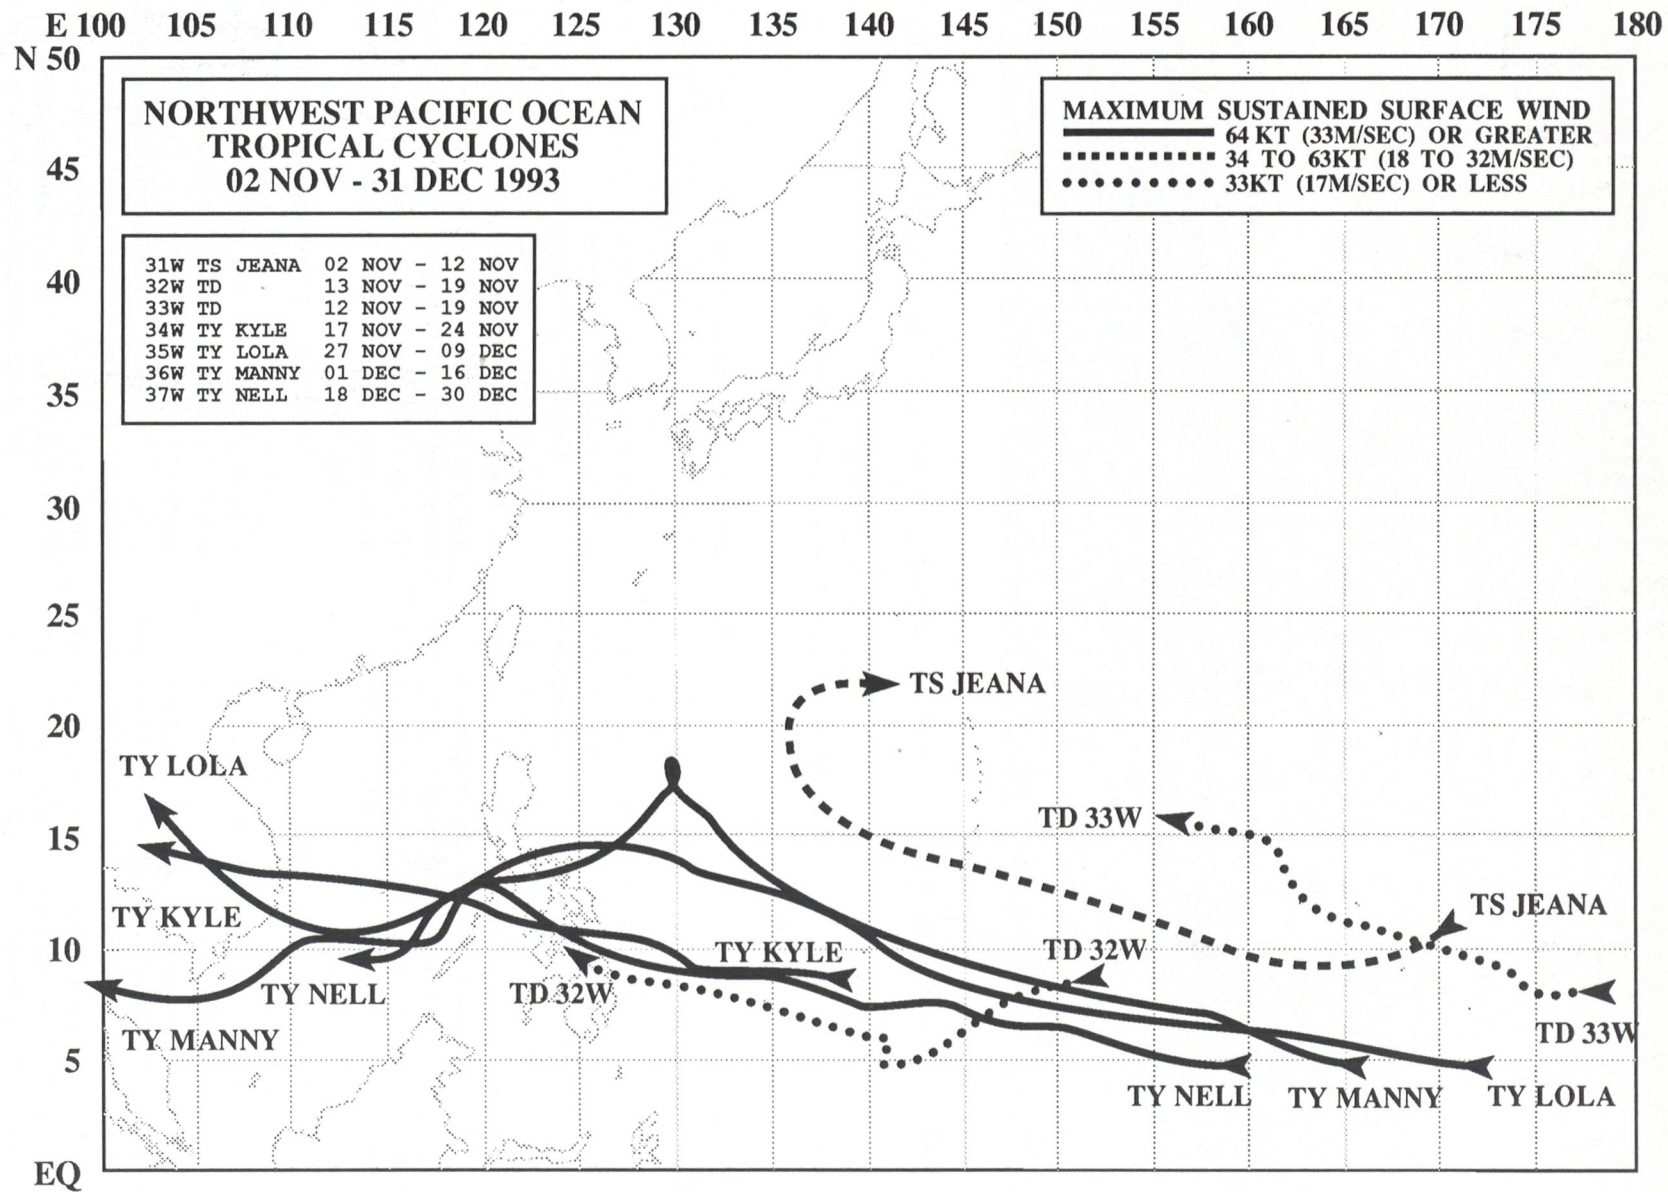 E 100 105 110 115 120 125 130 135 140 145 150 155 160 165 170 175 180
N 50
NORTHWEST PACIFIC OCEAN
TROPICAL CYCLONES
02 NOV - 31 DEC 1993
MAXIMUM SUSTAINED SURFACE WIND
64 KT (33M/SEC) OR GREATER
34 TO 63KT (18 TO 32M/SEC)
33KT (17M/SEC) OR LESS
45
31W TS JEANA 02 NOV - 12 NOV
32W TD 13 NOV - 19 NOV
33W TD 12 NOV - 19 NOV
34W TY KYLE 17 NOV - 24 NOV
35W TY LOLA 27 NOV - 09 DEC
36W TY MANNY 01 DEC - 16 DEC
37W TY NELL 18 DEC - 30 DEC
40
35
30
25
TS JEANA
20
TY LOLA
TD 33W
15
TY KYLE
TS JEANA
10
TY KYLE
TD 32W
TY NELL
TD 32W
TY MANNY
TD 33W
5
TY NELL
TY MANNY
TY LOLA
EQ